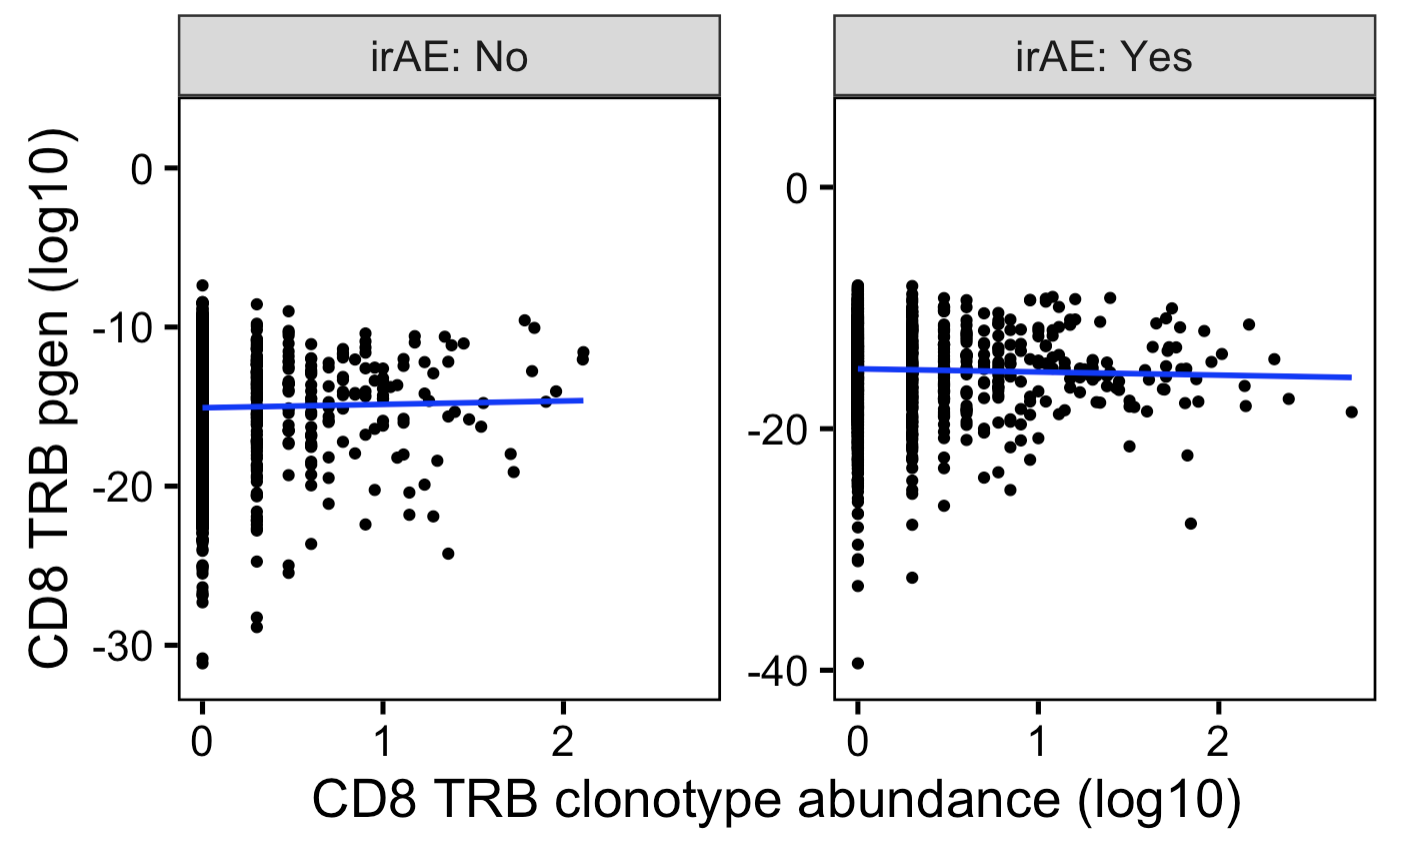 irAE: No
irAE: Yes
CD8 TRB pgen (log10)
0
-10
-20
-30
0
-20
-40
0 1 2
0 1 2
CD8 TRB clonotype abundance (log10)